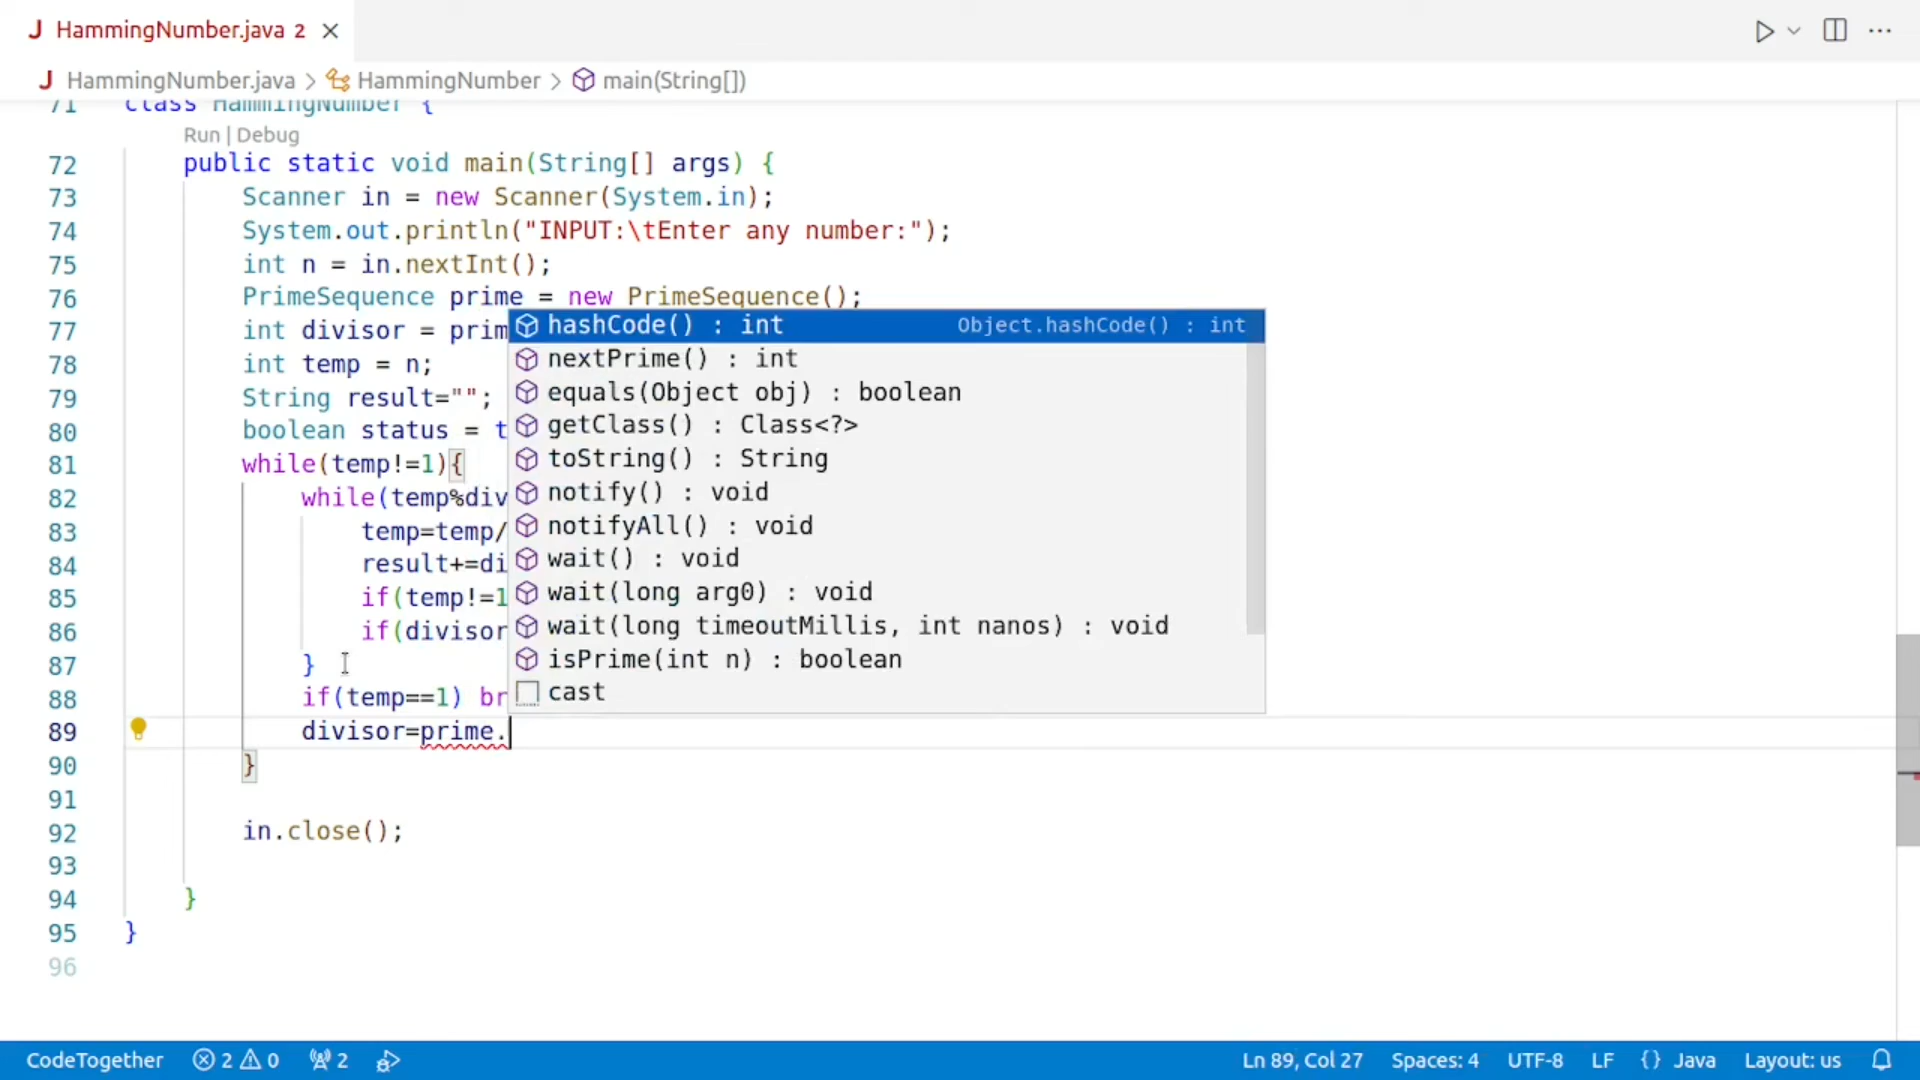 J HammingNumber.java 2
J HammingNumber.java > HammingNumber > main(String[])
71 class HammingNumber {
Run | Debug
72 public static void main(String[] args) {
73 Scanner in = new Scanner(System.in);
74 System.out.println("INPUT:\tEnter any number:");
75 int n = in.nextInt();
76 PrimeSequence prime = new PrimeSequence();
77 int divisor = prim
78 int temp = n;
79 String result="";
80 boolean status = t
81 while(temp!=1){
82 while(temp%div
83 temp=temp/
84 result+=di
85 if(temp!=1
86 if(divisor
87 }
88 if(temp==1) br
89 divisor=prime.
90 }
91
92 in.close();
93
94 }
95 }
96
hashCode() : int Object.hashCode() : int
nextPrime() : int
equals(Object obj) : boolean
getClass() : Class<?>
toString() : String
notify() : void
notifyAll() : void
wait() : void
wait(long arg0) : void
wait(long timeoutMillis, int nanos) : void
isPrime(int n) : boolean
cast
CodeTogether 2 0 2 Ln 89, Col 27 Spaces: 4 UTF-8 LF {} Java Layout: us